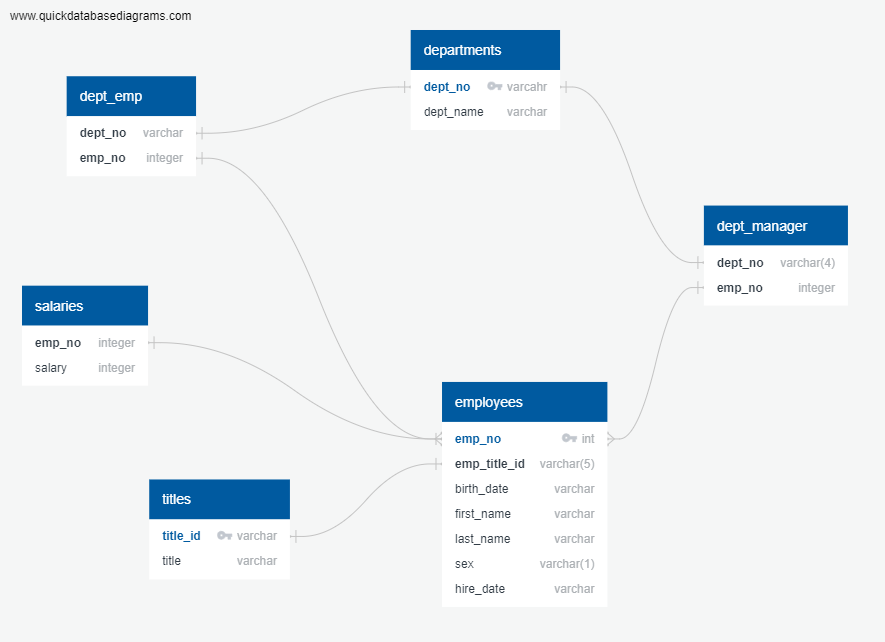 www.quickdatabasediagrams.com
departments
dept_no varcahr
dept_name varchar
dept_emp
dept_no varchar
emp_no integer
dept_manager
dept_no varchar(4)
emp_no integer
salaries
emp_no integer
salary integer
employees
emp_no int
emp_title_id varchar(5)
birth_date varchar
first_name varchar
last_name varchar
sex varchar(1)
hire_date varchar
titles
title_id varchar
title varchar